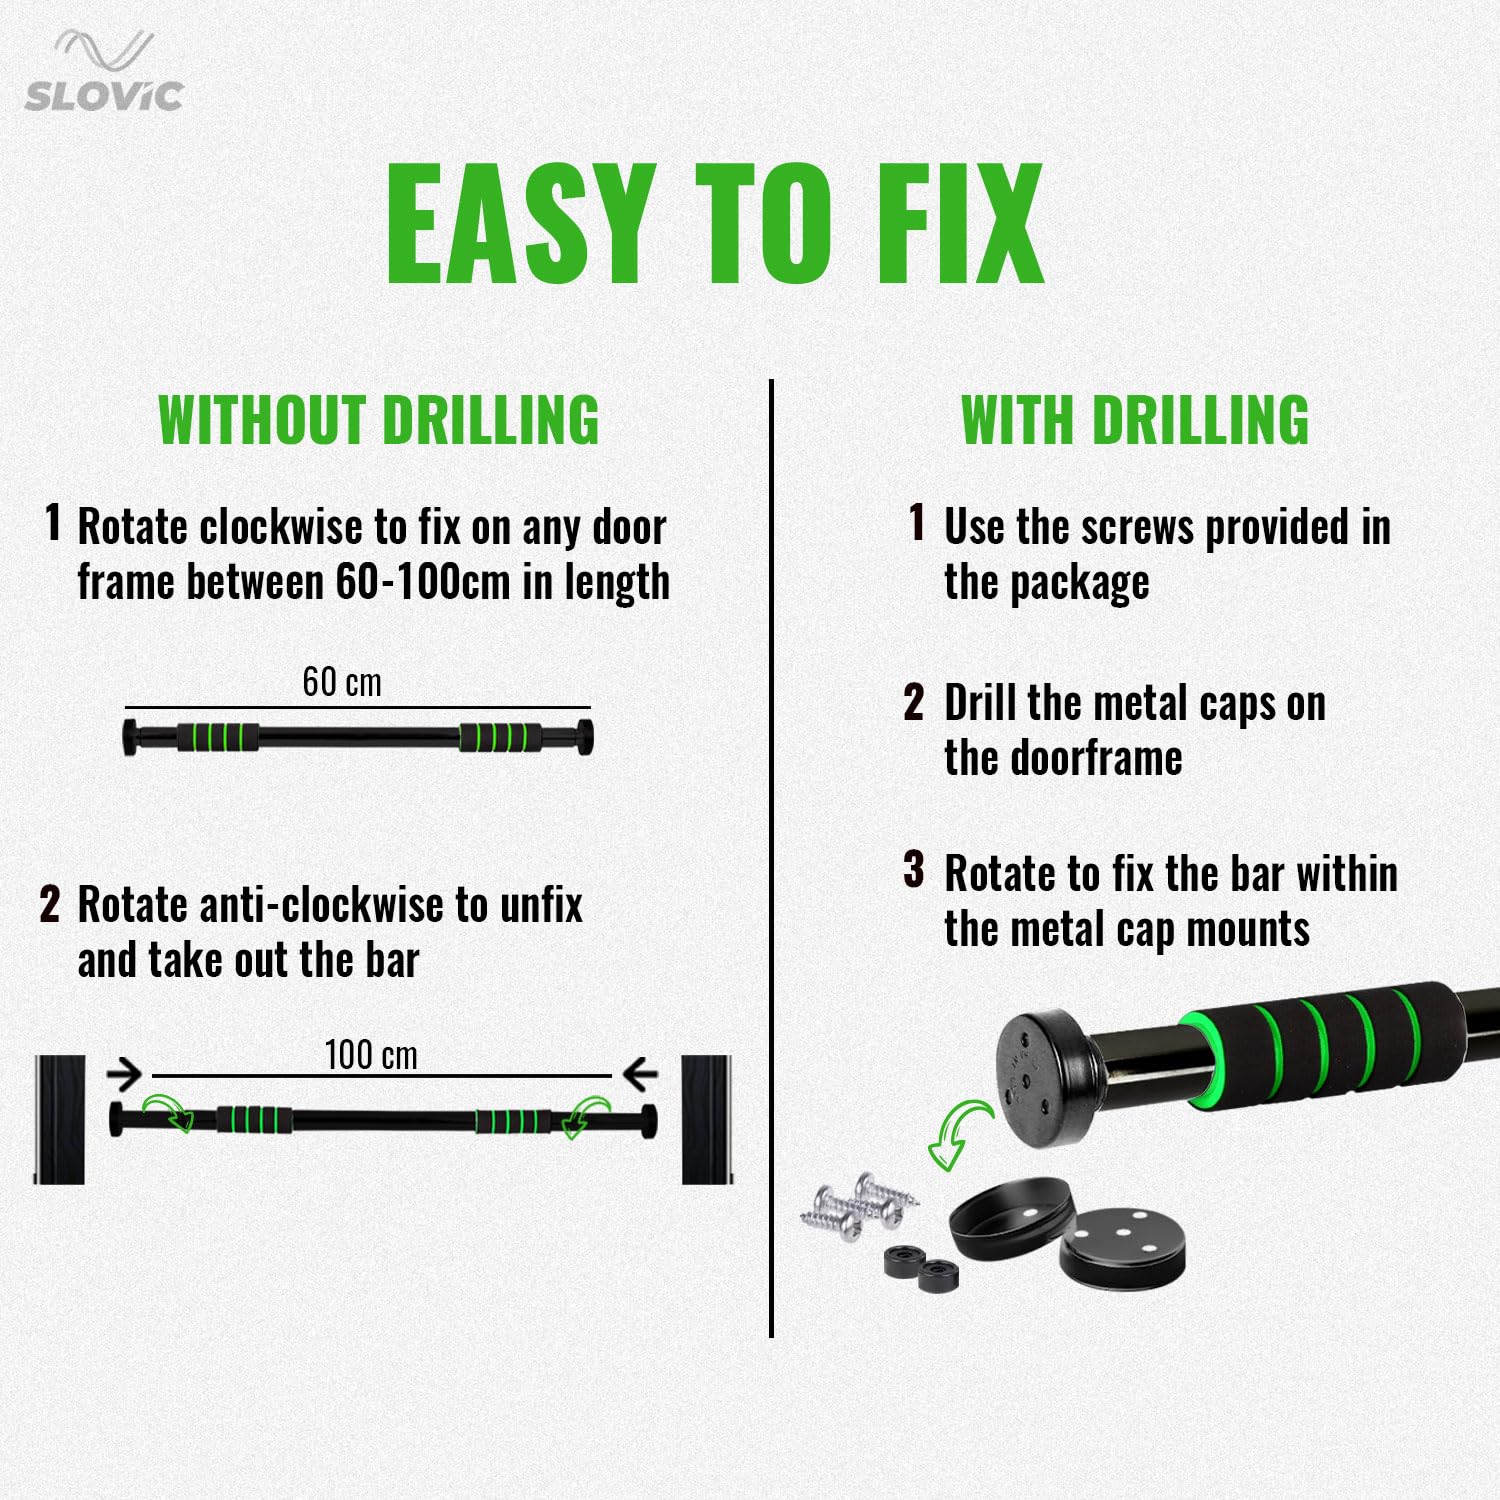 SLOVIC
EASY TO FIX
WITHOUT DRILLING
1 Rotate clockwise to fix on any door
frame between 60-100cm in length
60 cm
2 Rotate anti-clockwise to unfix
and take out the bar
100 cm
WITH DRILLING
1 Use the screws provided in
the package
2 Drill the metal caps on
the doorframe
3 Rotate to fix the bar within
the metal cap mounts